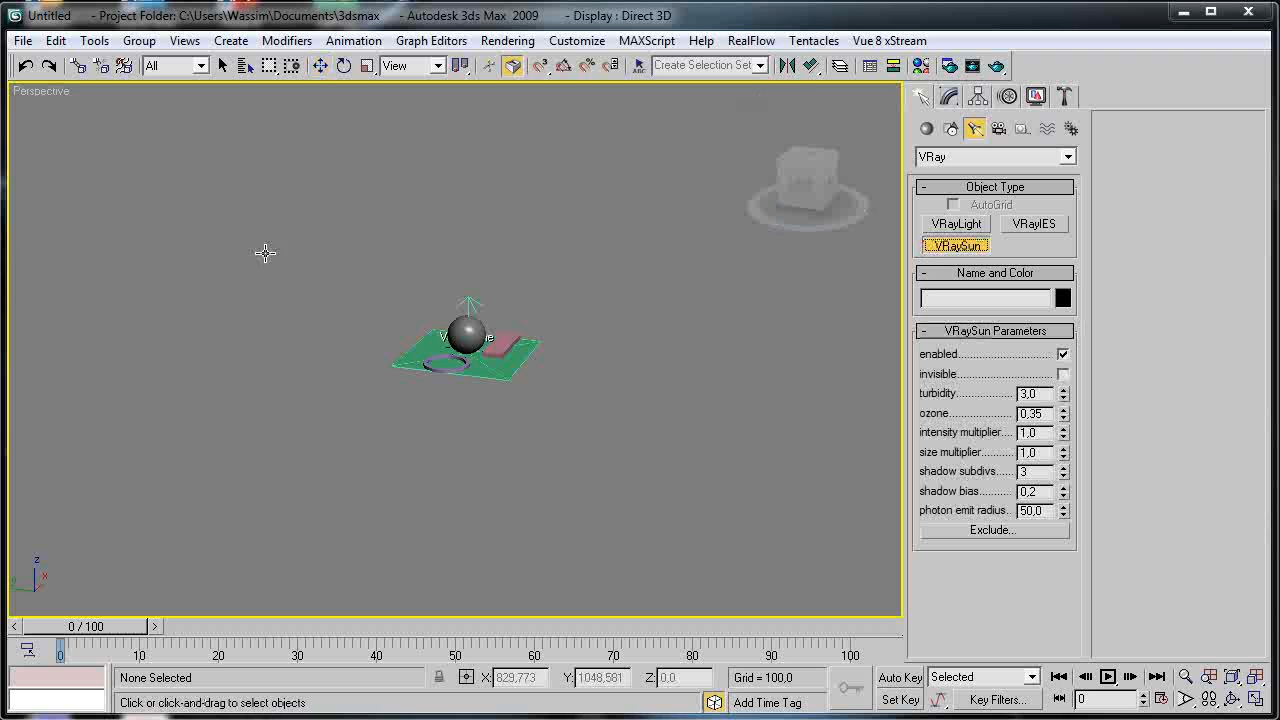 Untitled - Project Folder: C:\Users\Wassim\Documents\3dsmax - Autodesk 3ds Max 2009 - Display : Direct 3D
File Edit Tools Group Views Create Modifiers Animation Graph Editors Rendering Customize MAXScript Help RealFlow Tentacles Vue 8 xStream
All View Create Selection Set
Perspective
VRay
- Object Type
AutoGrid
VRayLight VRayIES
VRaySun
- Name and Color
- VRaySun Parameters
enabled
invisible
turbidity 3,0
ozone 0,35
intensity multiplier 1,0
size multiplier 1,0
shadow subdivs 3
shadow bias 0,2
photon emit radius 50,0
Exclude...
z
x
0 / 100
0 10 20 30 40 50 60 70 80 90 100
None Selected X: 829,773 Y: 1048,581 Z: 0,0 Grid = 100,0 Auto Key Selected
Click or click-and-drag to select objects Add Time Tag Set Key Key Filters... 0